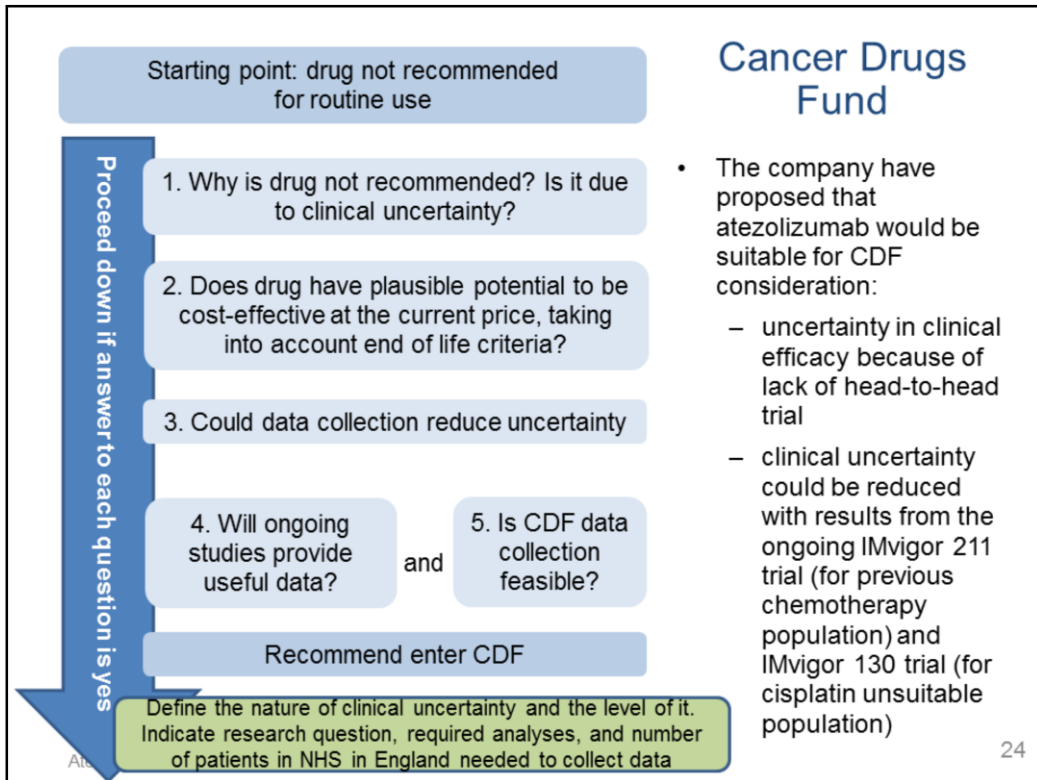 Cancer Drugs
Fund
Starting point: drug not recommended
for routine use
Proceed down if answer to each question is yes
1. Why is drug not recommended? Is it due
to clinical uncertainty?
2. Does drug have plausible potential to be
cost-effective at the current price, taking
into account end of life criteria?
3. Could data collection reduce uncertainty
4. Will ongoing
studies provide
useful data?
and
5. Is CDF data
collection
feasible?
Recommend enter CDF
Define the nature of clinical uncertainty and the level of it.
Indicate research question, required analyses, and number
of patients in NHS in England needed to collect data
• The company have
proposed that
atezolizumab would be
suitable for CDF
consideration:
– uncertainty in clinical
efficacy because of
lack of head-to-head
trial
– clinical uncertainty
could be reduced
with results from the
ongoing IMvigor 211
trial (for previous
chemotherapy
population) and
IMvigor 130 trial (for
cisplatin unsuitable
population)
24